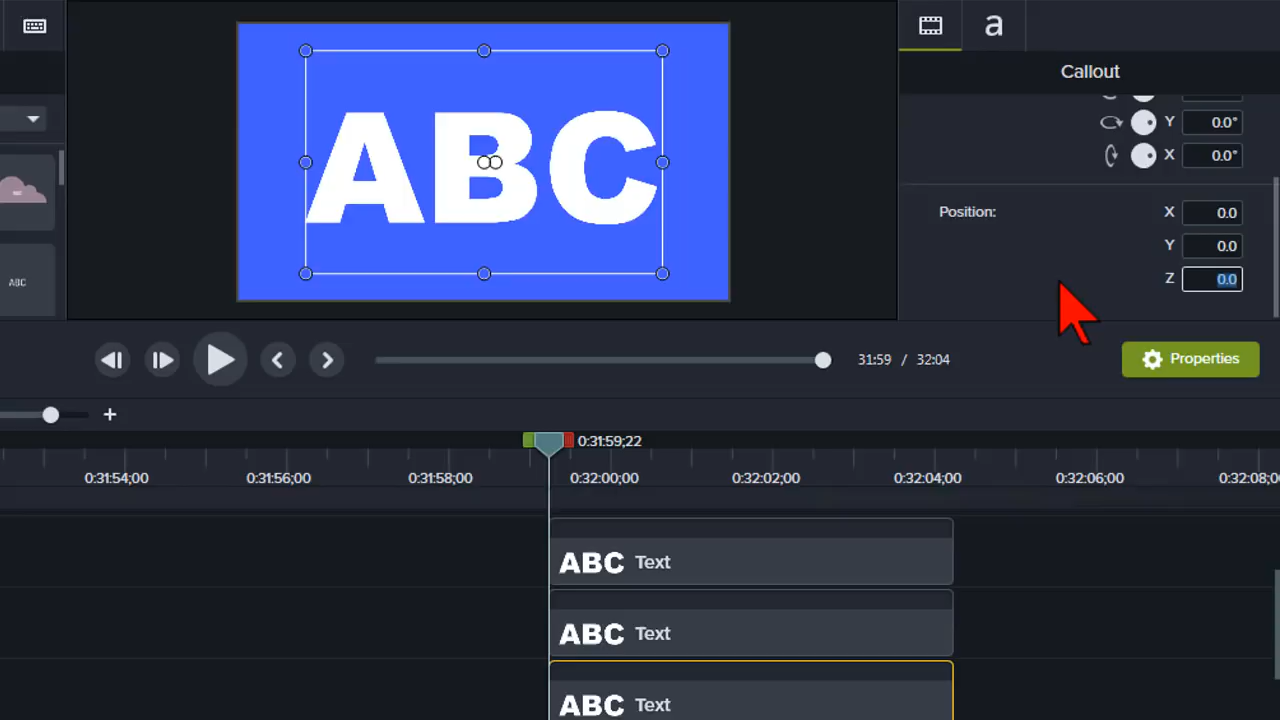 a
Callout
ABC
Y 0.0°
X 0.0°
Position: X 0.0
Y 0.0
Z 0.0
ABC
31:59 / 32:04
Properties
+
0:31:59;22
0:31:54;00 0:31:56;00 0:31:58;00 0:32:00;00 0:32:02;00 0:32:04;00 0:32:06;00 0:32:08;00
ABC Text
ABC Text
ABC Text